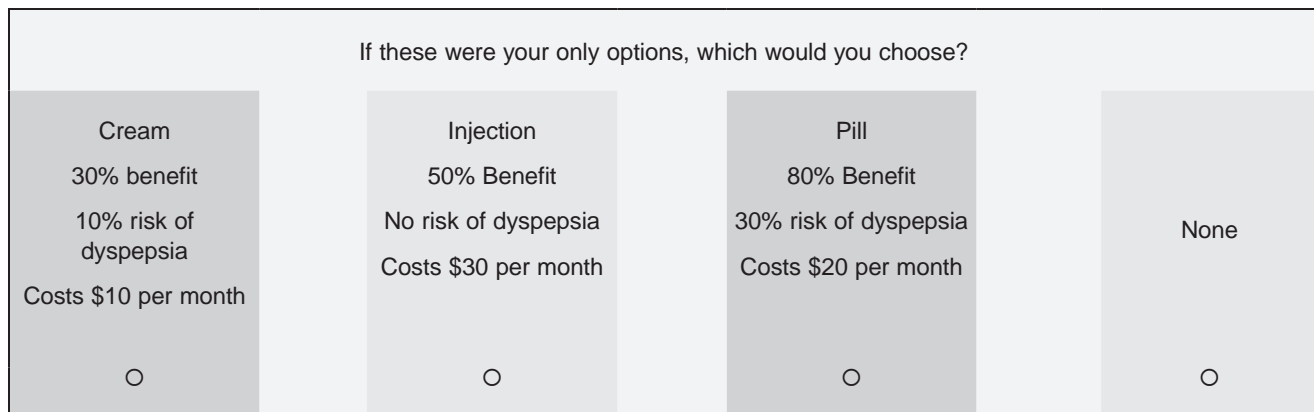 If these were your only options, which would you choose?
Cream
30% benefit
10% risk of
dyspepsia
Costs $10 per month
Injection
50% Benefit
No risk of dyspepsia
Costs $30 per month
Pill
80% Benefit
30% risk of dyspepsia
Costs $20 per month
None